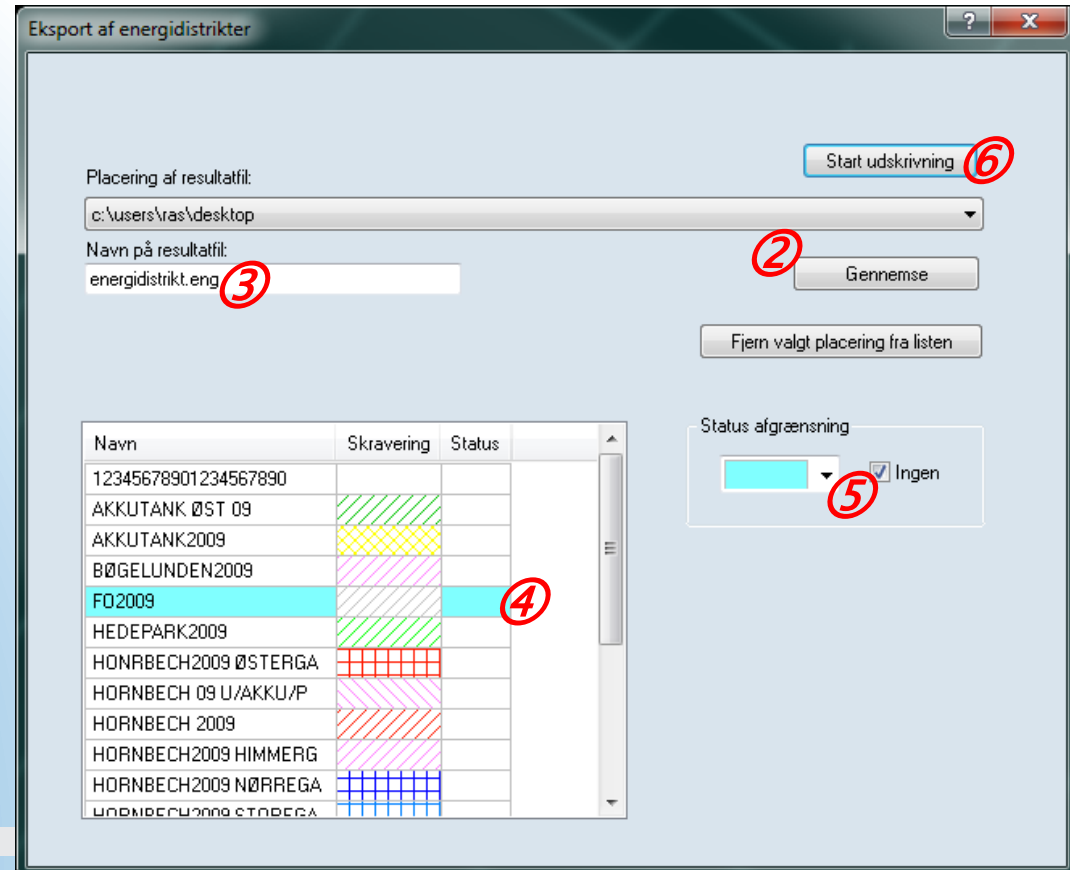 Eksport af energidistrikter
?
X
Start udskrivning
6
Placering af resultatfil:
c:\users\ras\desktop
Navn på resultatfil:
2
energidistrikt.eng
3
Gennemse
Fjern valgt placering fra listen
Status afgrænsning
Ingen
5
Navn Skravering Status
12345678901234567890
AKKUTANK ØST 09
AKKUTANK2009
BØGELUNDEN2009
FO2009
4
HEDEPARK2009
HONRBECH2009 ØSTERGA
HORNBECH 09 U/AKKU/P
HORNBECH 2009
HORNBECH2009 HIMMERG
HORNBECH2009 NØRREGA
HORNBECH2009 STOREGA